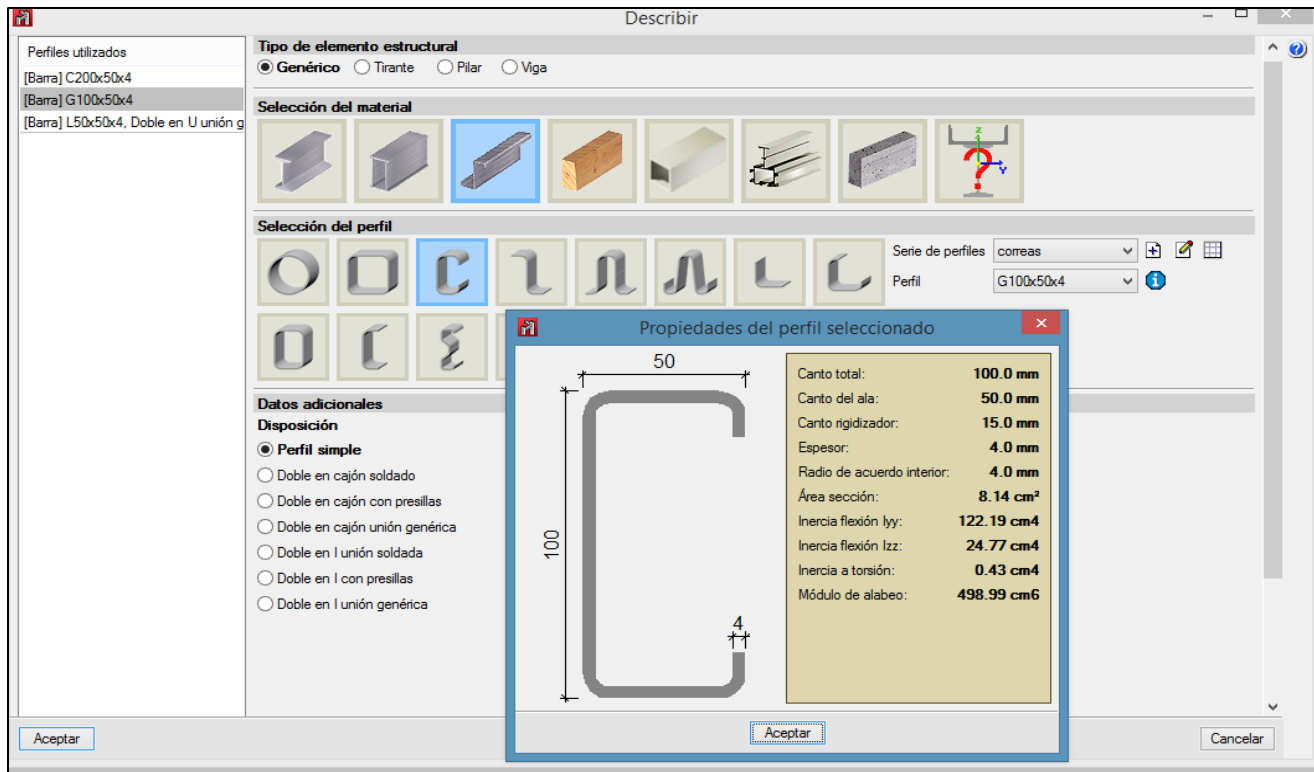 Describir
Perfiles utilizados
[Barra] C200x50x4
[Barra] G100x50x4
[Barra] L50x50x4, Doble en U unión g
Tipo de elemento estructural
Genérico Tirante Pilar Viga
Selección del material
z
Y
Selección del perfil
Serie de perfiles correas
Perfil G100x50x4
Datos adicionales
Disposición
Perfil simple
Doble en cajón soldado
Doble en cajón con presillas
Doble en cajón unión genérica
Doble en I unión soldada
Doble en I con presillas
Doble en I unión genérica
Propiedades del perfil seleccionado
50
100
4
Canto total: 100.0 mm
Canto del ala: 50.0 mm
Canto rigidizador: 15.0 mm
Espesor: 4.0 mm
Radio de acuerdo interior: 4.0 mm
Área sección: 8.14 cm²
Inercia flexión Iyy: 122.19 cm4
Inercia flexión Izz: 24.77 cm4
Inercia a torsión: 0.43 cm4
Módulo de alabeo: 498.99 cm6
Aceptar
Aceptar
Cancelar